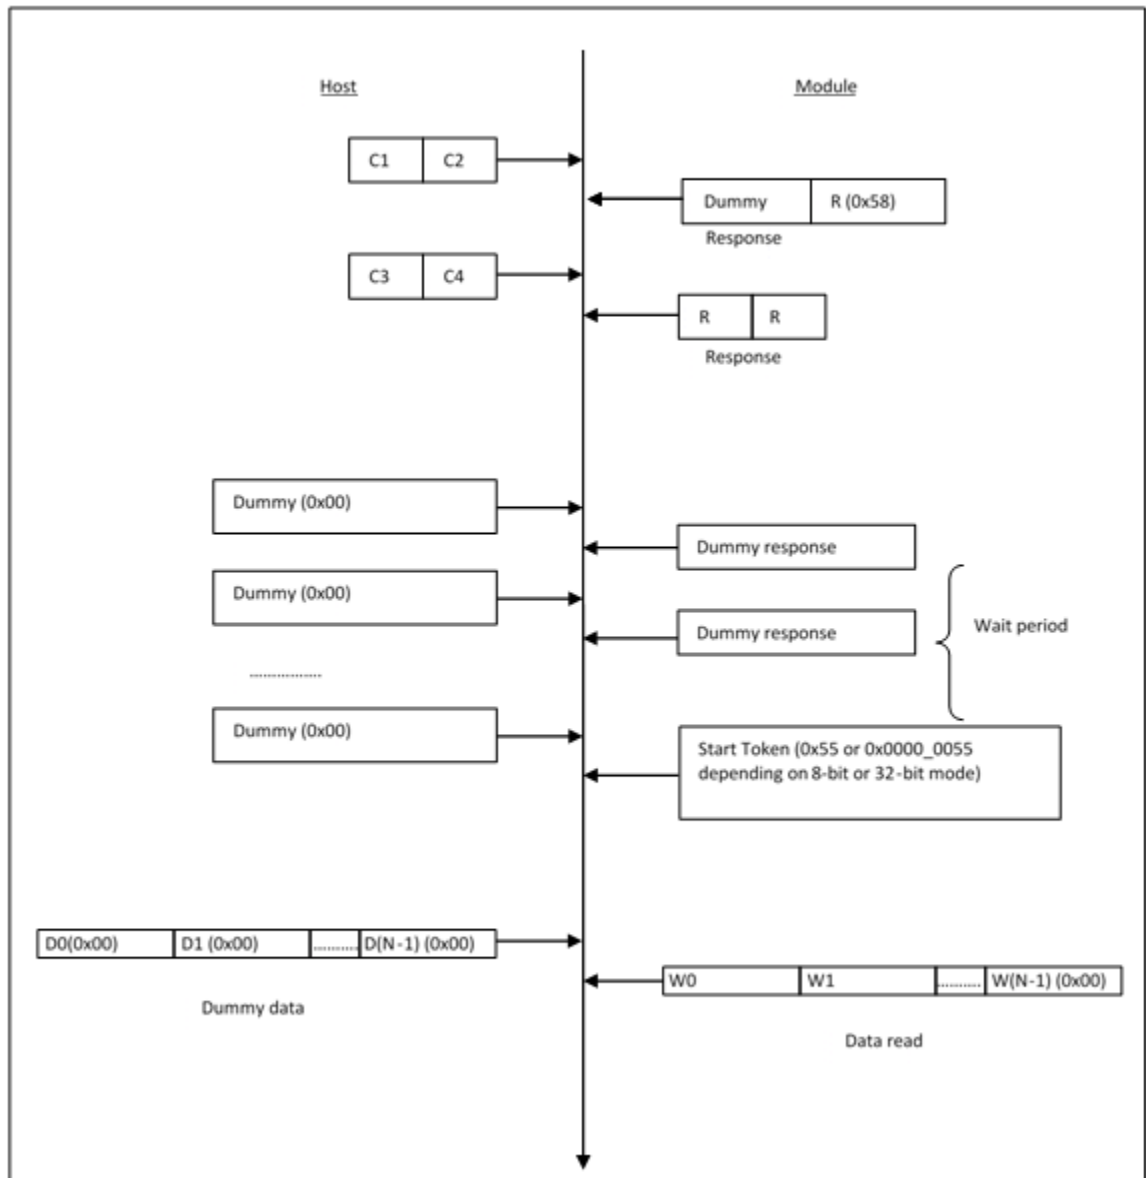 Host
Module
C1 C2
Dummy R (0x58)
Response
C3 C4
R R
Response
Dummy (0x00)
Dummy response
Dummy (0x00)
Dummy response
Wait period
.................
Dummy (0x00)
Start Token (0x55 or 0x0000_0055
depending on 8-bit or 32-bit mode)
D0(0x00) D1 (0x00) .......... D(N-1) (0x00)
W0 W1 .......... W(N-1) (0x00)
Dummy data
Data read